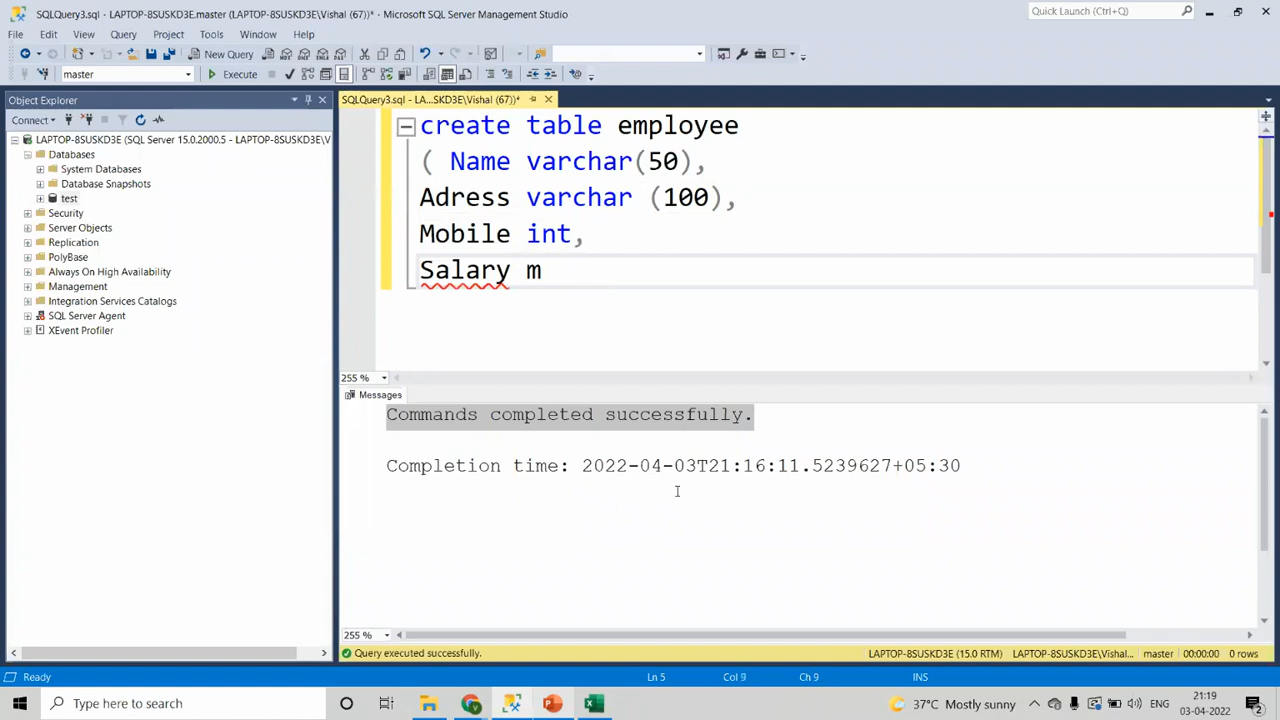 SQLQuery3.sql - LAPTOP-8SUSKD3E.master (LAPTOP-8SUSKD3E\Vishal (67))* - Microsoft SQL Server Management Studio
Quick Launch (Ctrl+Q)
File Edit View Query Project Tools Window Help
New Query
master Execute
Object Explorer
SQLQuery3.sql - LA...SKD3E\Vishal (67))*
Connect
LAPTOP-8SUSKD3E (SQL Server 15.0.2000.5 - LAPTOP-8SUSKD3E\V
Databases
System Databases
Database Snapshots
test
Security
Server Objects
Replication
PolyBase
Always On High Availability
Management
Integration Services Catalogs
SQL Server Agent
XEvent Profiler
create table employee
( Name varchar(50),
Adress varchar (100),
Mobile int,
Salary m
255 %
Messages
Commands completed successfully.
Completion time: 2022-04-03T21:16:11.5239627+05:30
255 %
Query executed successfully. LAPTOP-8SUSKD3E (15.0 RTM) LAPTOP-8SUSKD3E\Vishal... master 00:00:00 0 rows
Ready Ln 5 Col 9 Ch 9 INS
Type here to search
37°C Mostly sunny ENG 21:19
03-04-2022 2